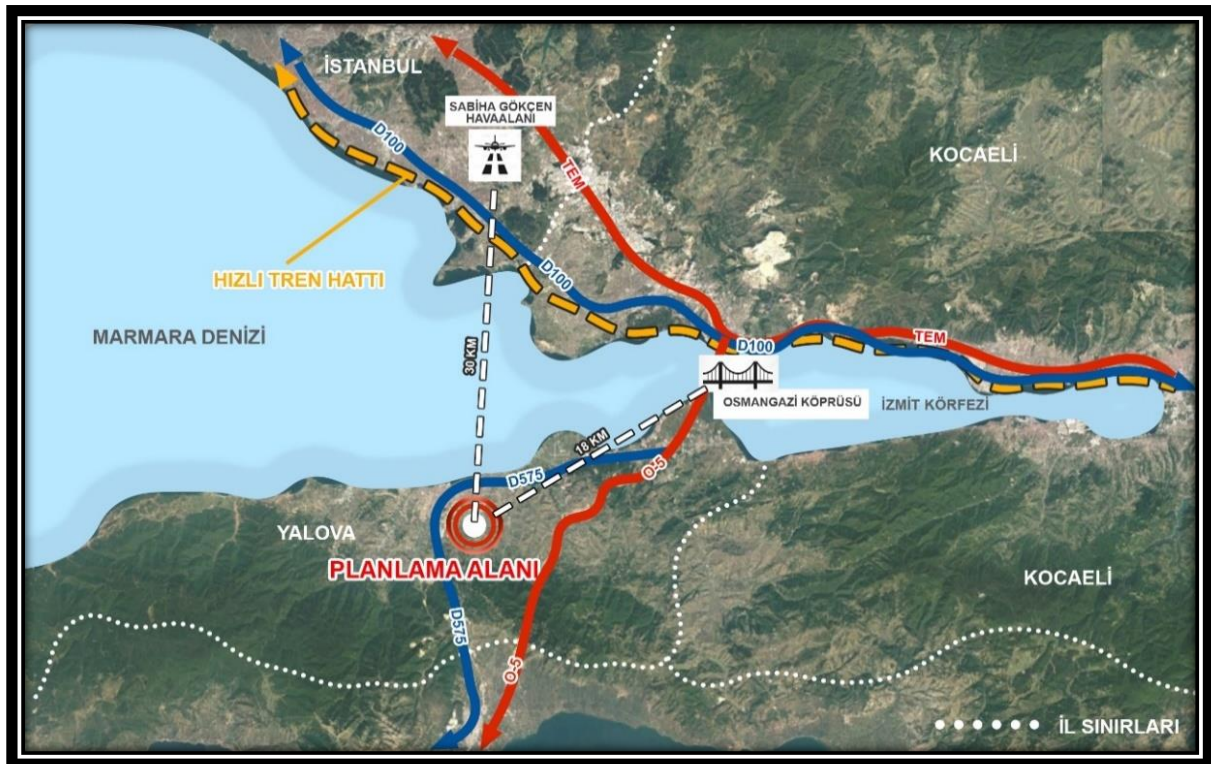 İSTANBUL
SABİHA GÖKÇEN
HAVAALANI
D100
TEM
KOCAELİ
HIZLI TREN HATTI
D100
MARMARA DENİZİ
30 KM
D100
TEM
OSMANGAZİ KÖPRÜSÜ
İZMİT KÖRFEZİ
18 KM
D575
O-5
YALOVA
PLANLAMA ALANI
KOCAELİ
D575
O-5
İL SINIRLARI